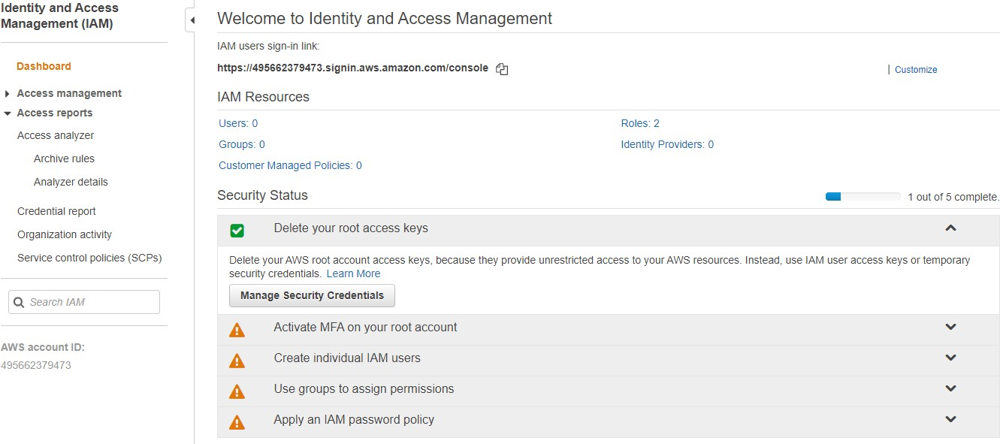 Identity and Access
Management (IAM)
Dashboard
Access management
Access reports
Access analyzer
Archive rules
Analyzer details
Credential report
Organization activity
Service control policies (SCPs)
Search IAM
AWS account ID:
495662379473
Welcome to Identity and Access Management
IAM users sign-in link:
https://495662379473.signin.aws.amazon.com/console
| Customize
IAM Resources
Users: 0
Roles: 2
Groups: 0
Identity Providers: 0
Customer Managed Policies: 0
Security Status
1 out of 5 complete.
Delete your root access keys
Delete your AWS root account access keys, because they provide unrestricted access to your AWS resources. Instead, use IAM user access keys or temporary
security credentials. Learn More
Manage Security Credentials
Activate MFA on your root account
Create individual IAM users
Use groups to assign permissions
Apply an IAM password policy